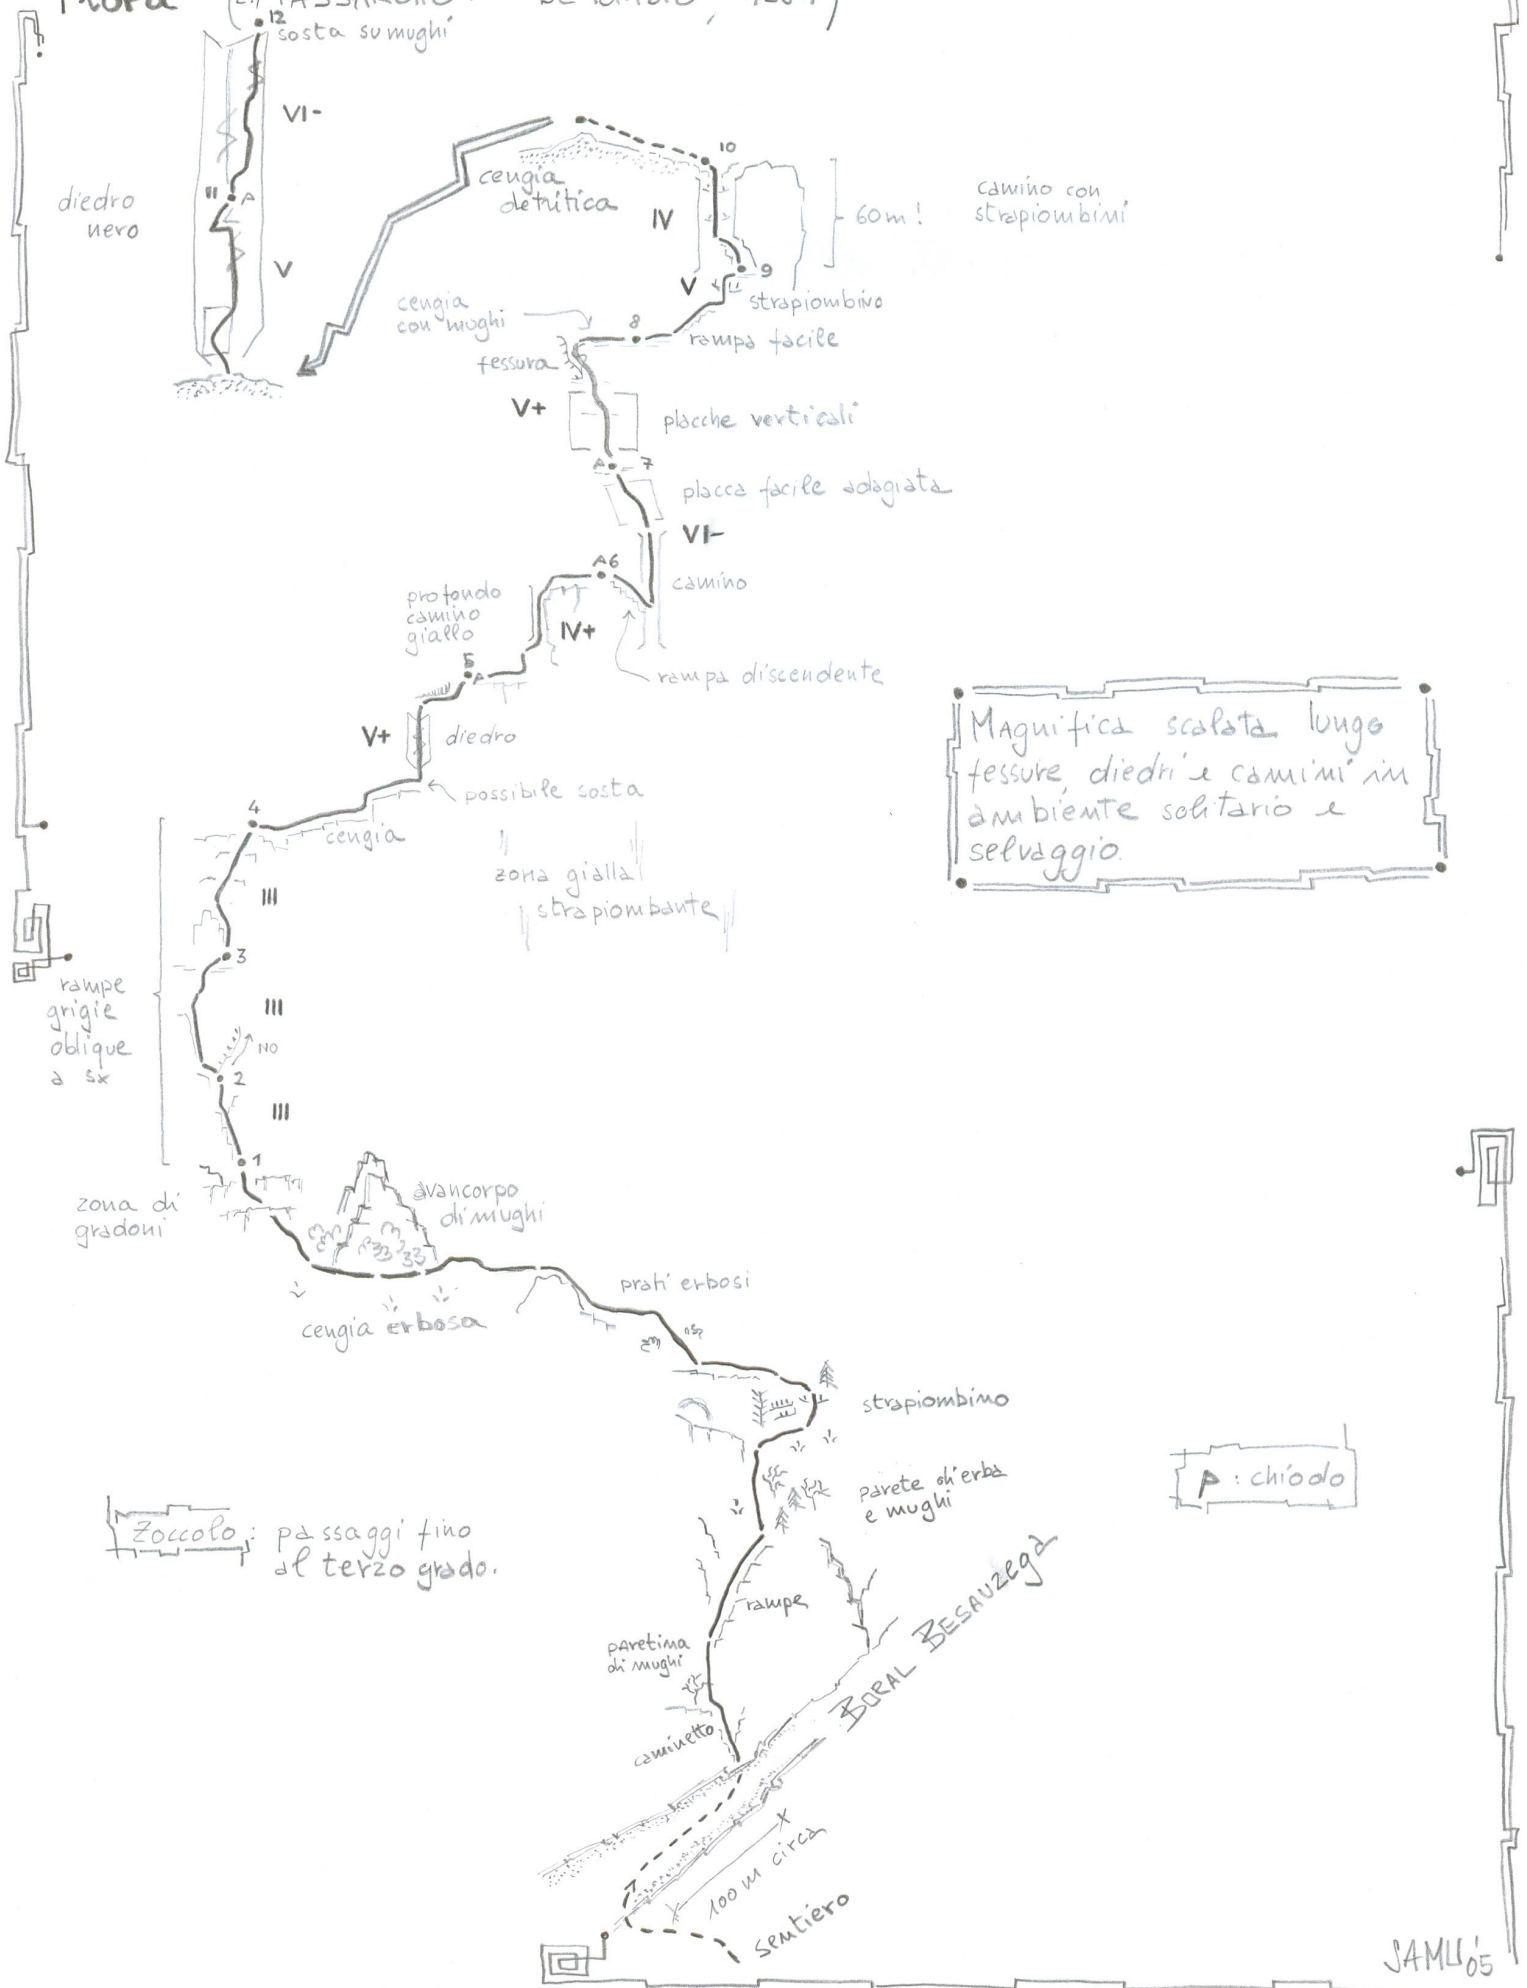 12
sosta su mughi
VI-
10
cengia
detritica
camino con
strapiombini
diedro
nero
11 A
IV
60m!
V
9
V
strapiombino
cengia
con mughi
8
rampa facile
fessura
V+
placche verticali
A 7
placca facile adagiata
VI-
A6
camino
profondo
camino
giallo
IV+
5
A
rampa discendente
V+
diedro
Magnifica scalata lungo
fessure, diedri e camini in
ambiente solitario e
selvaggio.
possibile sosta
4
cengia
zona gialla
strapiombante
III
3
rampe
grigie
oblique
a sx
III
NO
2
III
1
zona di
gradoni
avancorpo
di mughi
prati erbosi
cengia erbosa
strapiombino
parete di erba
e mughi
A : chiodo
Zoccolo : passaggi fino
al terzo grado.
rampe
paretina
di mughi
BORAL BESAUZEGA
caminetto
100 m circa
sentiero
SAMU '05